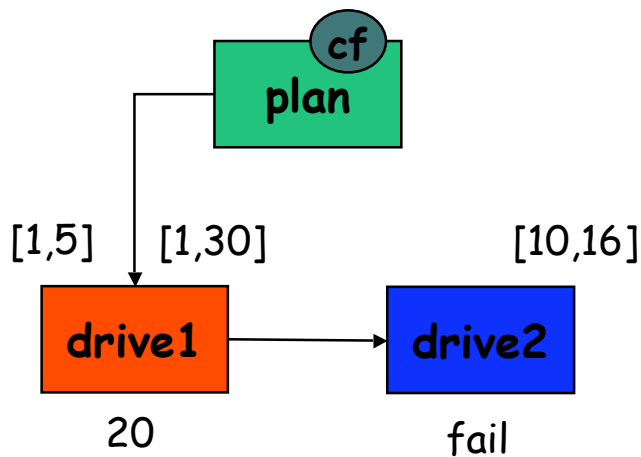 cf
plan
[1,5] [1,30] [10,16]
drive1 drive2
20 fail